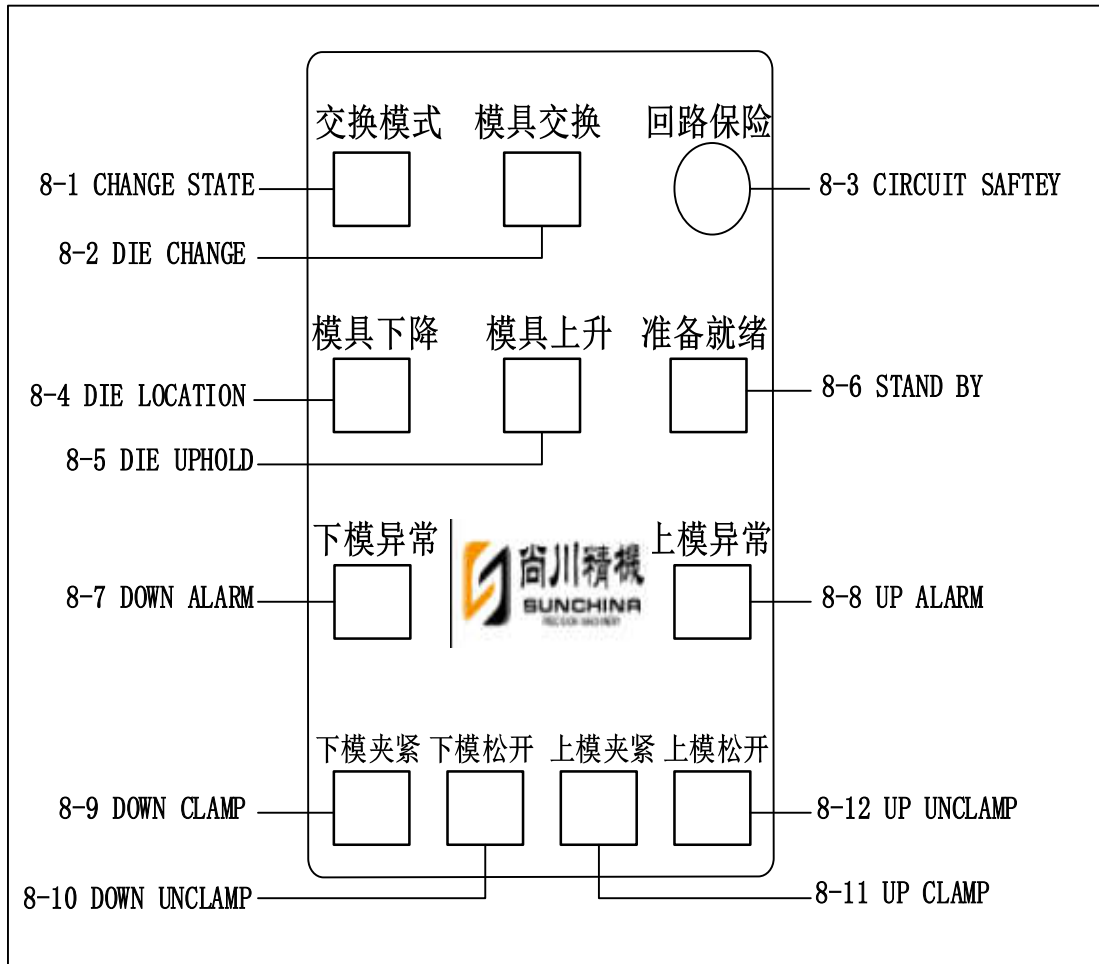 交换模式 模具交换 回路保险
8-1 CHANGE STATE
8-3 CIRCUIT SAFTEY
8-2 DIE CHANGE
模具下降 模具上升 准备就绪
8-4 DIE LOCATION
8-6 STAND BY
8-5 DIE UPHOLD
下模异常 上模异常
尚川精機
SUNCHINA
PRECISION MACHINERY
8-7 DOWN ALARM
8-8 UP ALARM
下模夹紧 下模松开 上模夹紧 上模松开
8-9 DOWN CLAMP
8-12 UP UNCLAMP
8-10 DOWN UNCLAMP
8-11 UP CLAMP